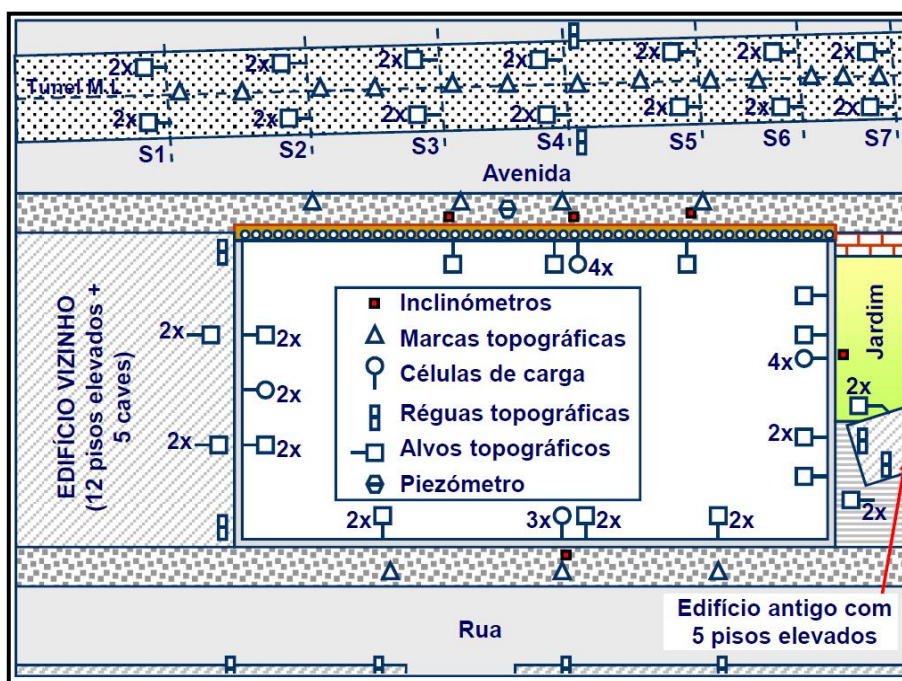 2x 2x 2x 2x 2x 2x 2x
Túnel M.L.
2x 2x 2x 2x 2x 2x 2x
S1 S2 S3 S4 S5 S6 S7
Avenida
4x
EDIFÍCIO VIZINHO
(12 pisos elevados +
5 caves)
2x 2x
2x
2x 2x
Inclinómetros
Marcas topográficas
Células de carga
Réguas topográficas
Alvos topográficos
Piezómetro
Jardim
4x
2x
2x
2x
2x 3x 2x 2x
Rua
Edifício antigo com
5 pisos elevados